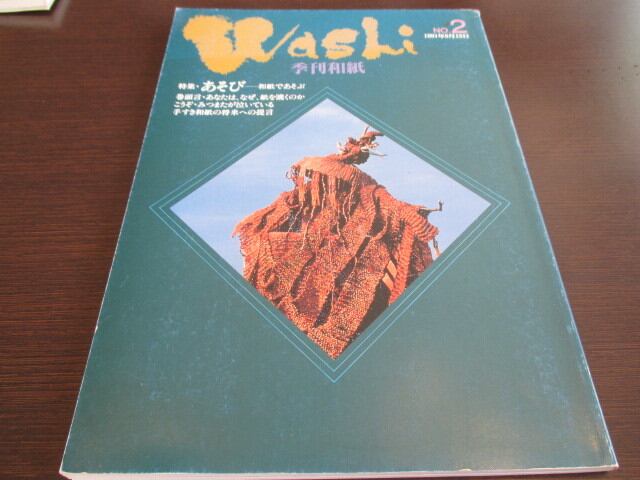 Washi
季刊和紙
NO.2
特集・あそび──和紙であそぶ
巻頭言・あなたは、なぜ、紙を漉くのか
こうぞ・みつまたが泣いている
手すき和紙の将来への提言